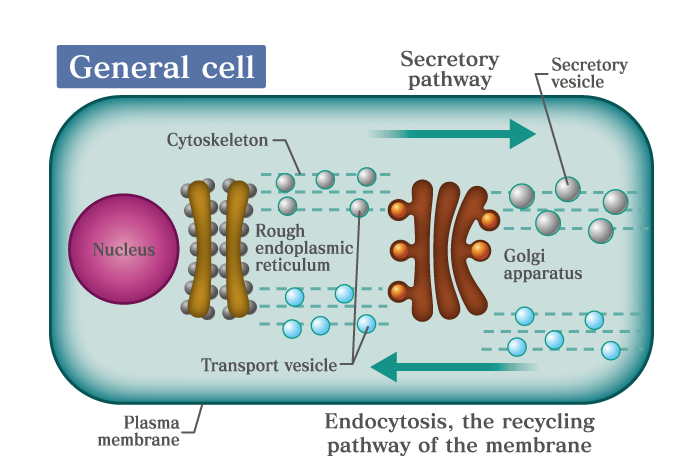 General cell
Secretory
pathway
Secretory
vesicle
Cytoskeleton
Nucleus
Rough
endoplasmic
reticulum
Golgi
apparatus
Transport vesicle
Plasma
membrane
Endocytosis, the recycling
pathway of the membrane